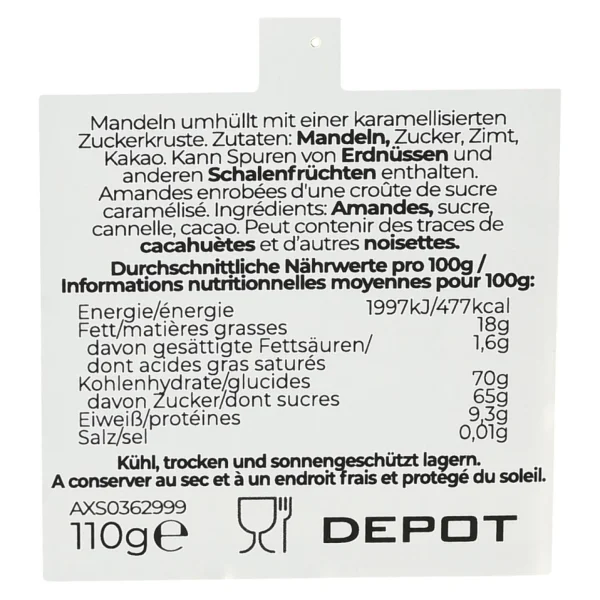 Mandeln umhüllt mit einer karamellisierten
Zuckerkruste. Zutaten: Mandeln, Zucker, Zimt,
Kakao. Kann Spuren von Erdnüssen und
anderen Schalenfrüchten enthalten.
Amandes enrobées d'une croûte de sucre
caramélisé. Ingrédients: Amandes, sucre,
cannelle, cacao. Peut contenir des traces de
cacahuètes et d'autres noisettes.
Durchschnittliche Nährwerte pro 100g /
Informations nutritionnelles moyennes pour 100g:
Energie/énergie 1997kJ/477kcal
Fett/matières grasses 18g
davon gesättigte Fettsäuren/ 1,6g
dont acides gras saturés
Kohlenhydrate/glucides 70g
davon Zucker/dont sucres 65g
Eiweiß/protéines 9,3g
Salz/sel 0,01g
Kühl, trocken und sonnengeschützt lagern.
A conserver au sec et à un endroit frais et protégé du soleil.
AXS0362999
110g℮
DEPOT